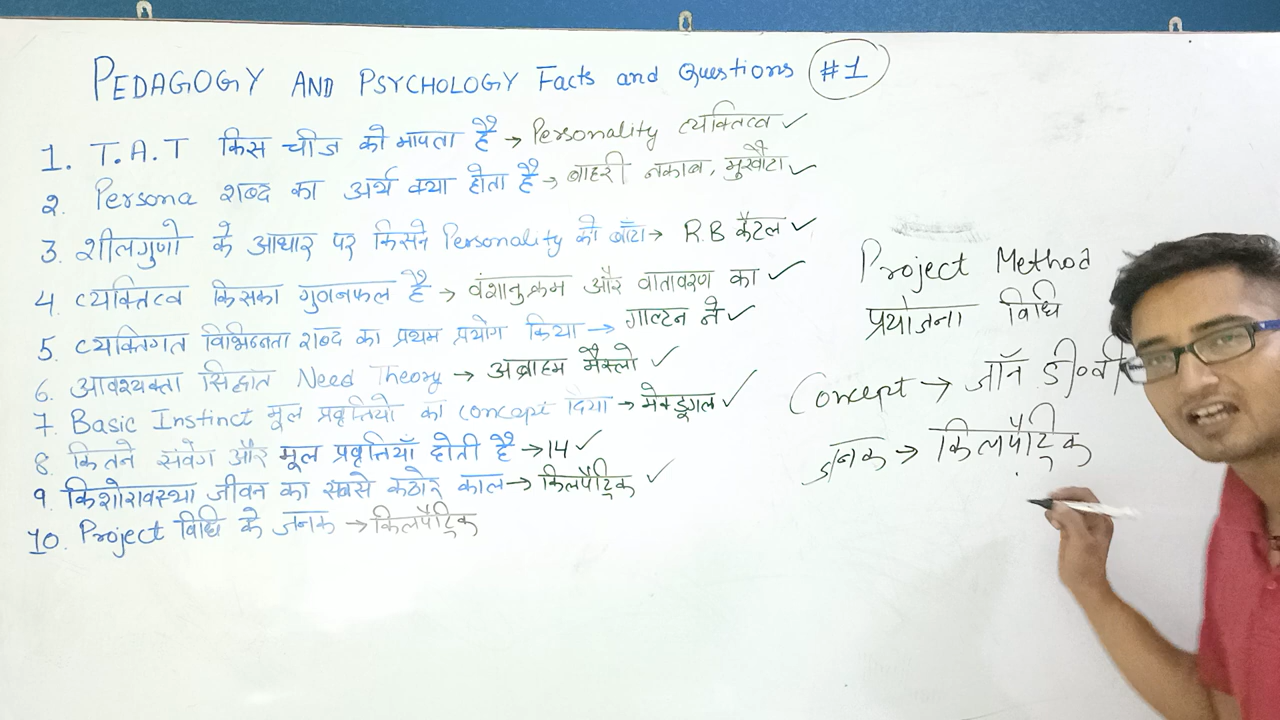 PEDAGOGY AND PSYCHOLOGY Facts and Questions #1
1. T.A.T किस चीज को मापता है → Personality व्यक्तित्व ✓
2. Persona शब्द का अर्थ क्या होता है → बाहरी नकाब, मुखौटा ✓
3. शीलगुणो के आधार पर किसने Personality को बाँटा → R.B कैटल ✓
4. व्यक्तित्व किसका गुणनफल है → वंशानुक्रम और वातावरण का ✓
5. व्यक्तिगत विभिन्नता शब्द का प्रथम प्रयोग किया → गाल्टन ने ✓
6. आवश्यक्ता सिद्धांत Need Theory → अब्राहम मैस्लो ✓
7. Basic Instinct मूल प्रवृत्तियो का concept दिया → मेक्डूगल ✓
8. कितने संवेग और मूल प्रवृत्तियाँ होती है → 14 ✓
9. किशोरावस्था जीवन का सबसे कठोर काल → किलपैट्रिक ✓
10. Project विधि के जनक → किलपैट्रिक
Project Method
प्रयोजना विधि
Concept → जॉन डी०वी
जनक → किलपैट्रिक